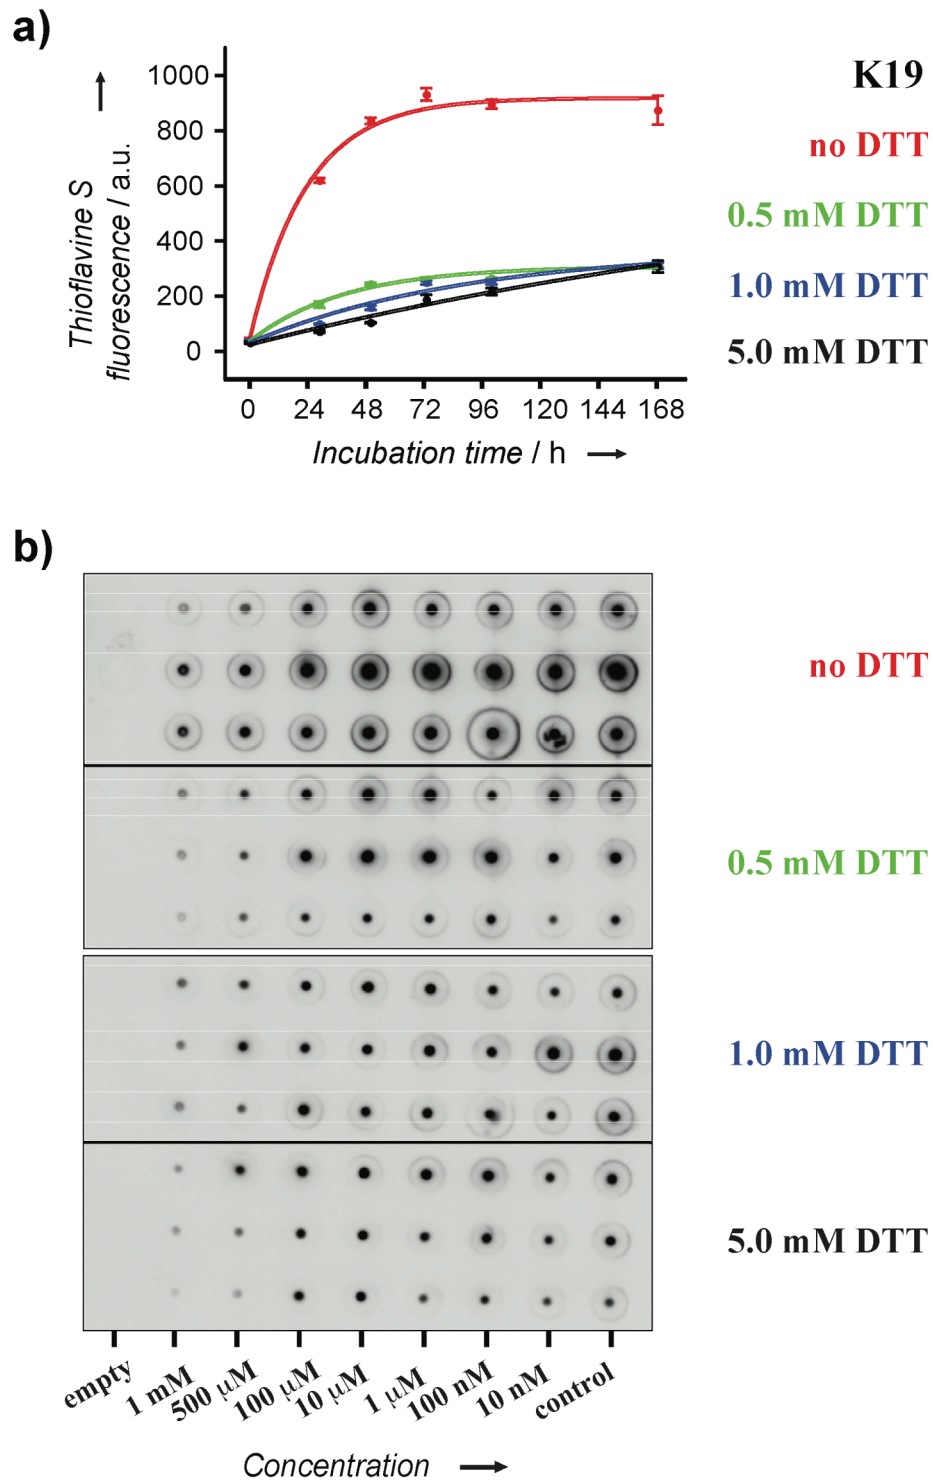 a)
Thioflavine S
fluorescence / a.u.
1000
800
600
400
200
0
0 24 48 72 96 120 144 168
Incubation time / h
K19
no DTT
0.5 mM DTT
1.0 mM DTT
5.0 mM DTT
b)
no DTT
0.5 mM DTT
1.0 mM DTT
5.0 mM DTT
empty
1 mM
500 μM
100 μM
10 μM
1 μM
100 nM
10 nM
control
Concentration